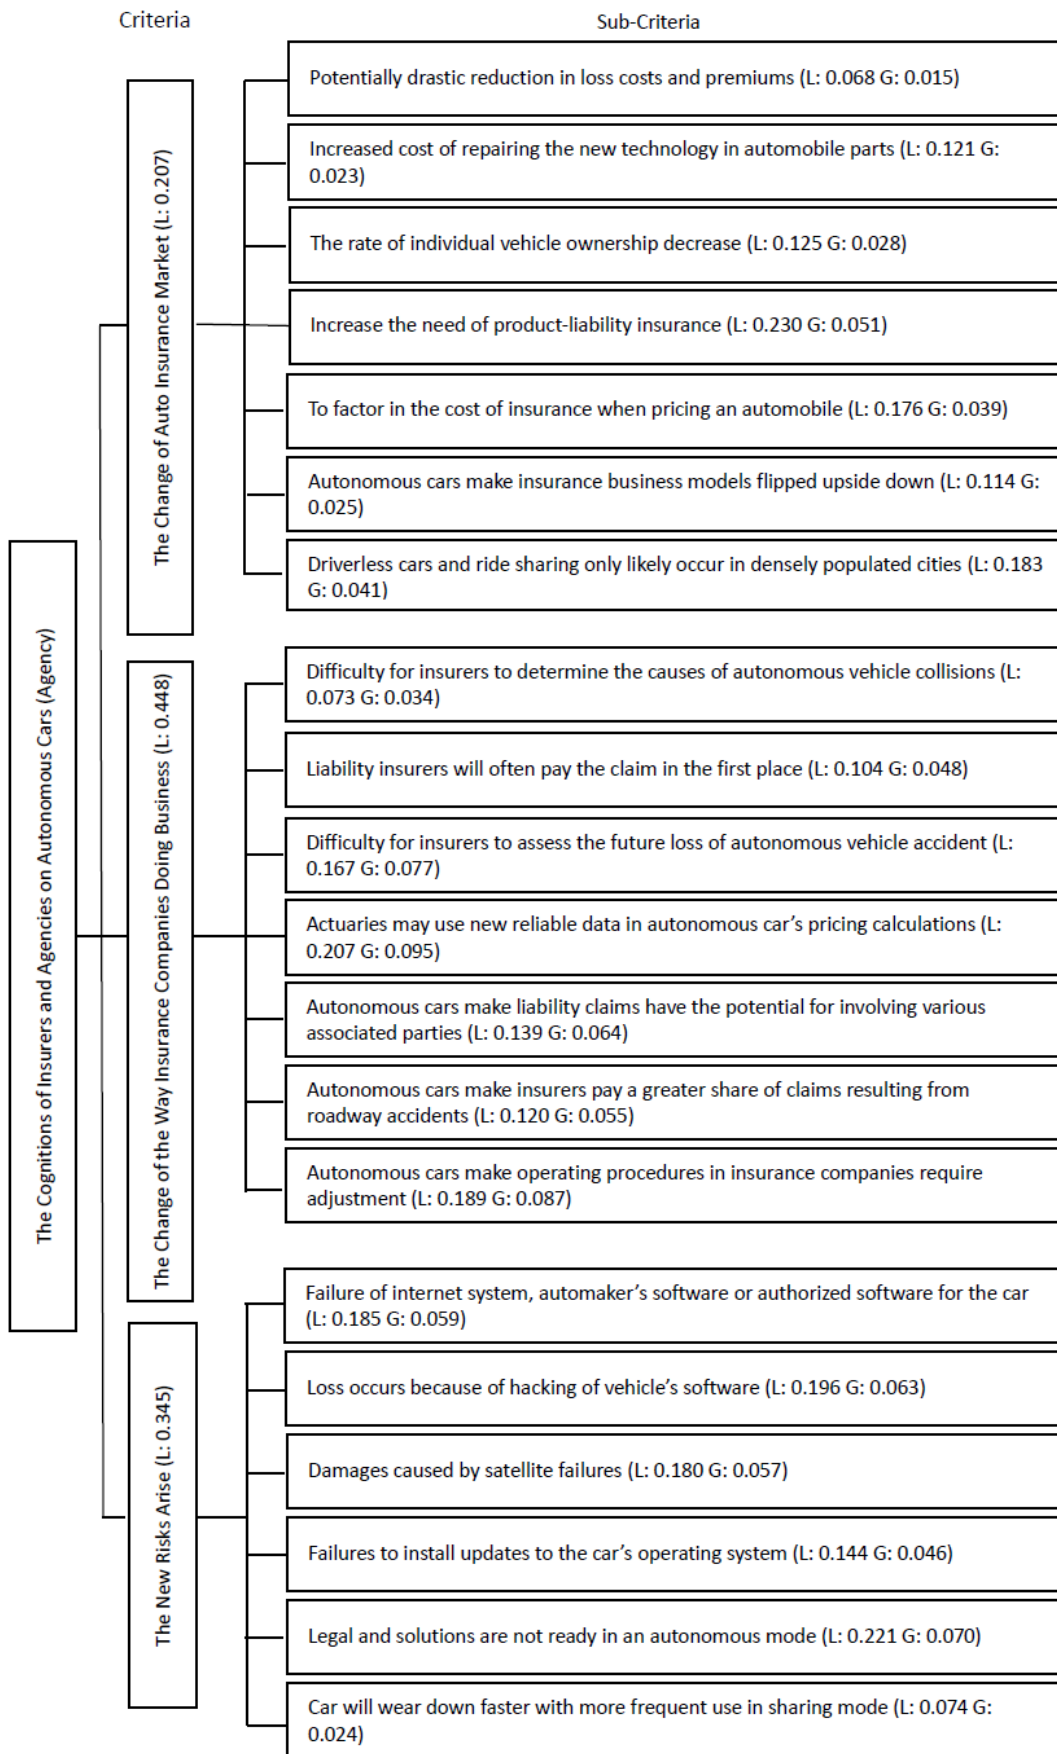 Criteria
Sub-Criteria
The Cognitions of Insurers and Agencies on Autonomous Cars (Agency)
The Change of Auto Insurance Market (L: 0.207)
Potentially drastic reduction in loss costs and premiums (L: 0.068 G: 0.015)
Increased cost of repairing the new technology in automobile parts (L: 0.121 G:
0.023)
The rate of individual vehicle ownership decrease (L: 0.125 G: 0.028)
Increase the need of product-liability insurance (L: 0.230 G: 0.051)
To factor in the cost of insurance when pricing an automobile (L: 0.176 G: 0.039)
Autonomous cars make insurance business models flipped upside down (L: 0.114 G:
0.025)
Driverless cars and ride sharing only likely occur in densely populated cities (L: 0.183
G: 0.041)
The Change of the Way Insurance Companies Doing Business (L: 0.448)
Difficulty for insurers to determine the causes of autonomous vehicle collisions (L:
0.073 G: 0.034)
Liability insurers will often pay the claim in the first place (L: 0.104 G: 0.048)
Difficulty for insurers to assess the future loss of autonomous vehicle accident (L:
0.167 G: 0.077)
Actuaries may use new reliable data in autonomous car’s pricing calculations (L:
0.207 G: 0.095)
Autonomous cars make liability claims have the potential for involving various
associated parties (L: 0.139 G: 0.064)
Autonomous cars make insurers pay a greater share of claims resulting from
roadway accidents (L: 0.120 G: 0.055)
Autonomous cars make operating procedures in insurance companies require
adjustment (L: 0.189 G: 0.087)
The New Risks Arise (L: 0.345)
Failure of internet system, automaker’s software or authorized software for the car
(L: 0.185 G: 0.059)
Loss occurs because of hacking of vehicle’s software (L: 0.196 G: 0.063)
Damages caused by satellite failures (L: 0.180 G: 0.057)
Failures to install updates to the car’s operating system (L: 0.144 G: 0.046)
Legal and solutions are not ready in an autonomous mode (L: 0.221 G: 0.070)
Car will wear down faster with more frequent use in sharing mode (L: 0.074 G:
0.024)